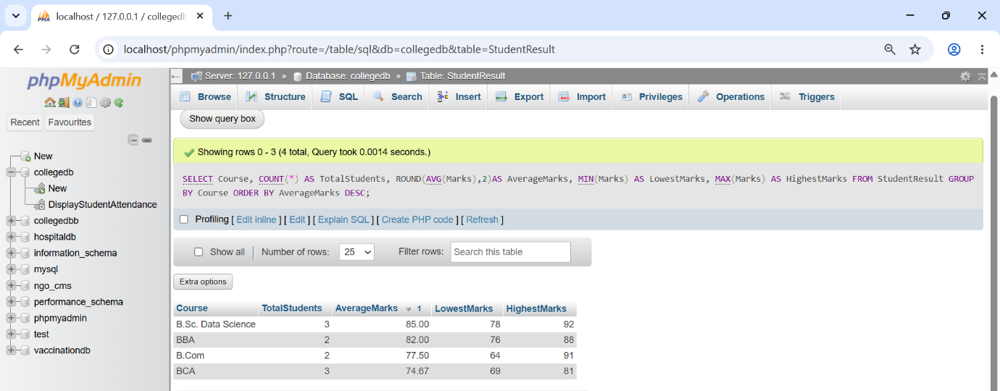 localhost / 127.0.0.1 / collegedb
localhost/phpmyadmin/index.php?route=/table/sql&db=collegedb&table=StudentResult
phpMyAdmin
Recent Favourites
New
collegedb
New
DisplayStudentAttendance
collegedbb
hospitaldb
information_schema
mysql
ngo_cms
performance_schema
phpmyadmin
test
vaccinationdb
Server: 127.0.0.1 » Database: collegedb » Table: StudentResult
Browse Structure SQL Search Insert Export Import Privileges Operations Triggers
Show query box
Showing rows 0 - 3 (4 total, Query took 0.0014 seconds.)
SELECT Course, COUNT(*) AS TotalStudents, ROUND(AVG(Marks),2)AS AverageMarks, MIN(Marks) AS LowestMarks, MAX(Marks) AS HighestMarks FROM StudentResult GROUP
BY Course ORDER BY AverageMarks DESC;
Profiling [ Edit inline ] [ Edit ] [ Explain SQL ] [ Create PHP code ] [ Refresh ]
Show all Number of rows: 25 Filter rows: Search this table
Extra options
Course TotalStudents AverageMarks 1 LowestMarks HighestMarks
B.Sc. Data Science 3 85.00 78 92
BBA 2 82.00 76 88
B.Com 2 77.50 64 91
BCA 3 74.67 69 81